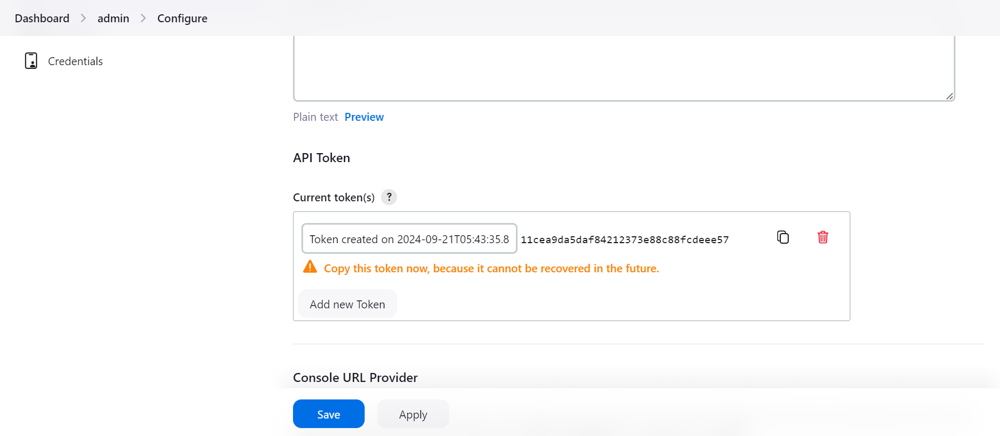 Dashboard > admin > Configure
Credentials
Plain text Preview
API Token
Current token(s) ?
Token created on 2024-09-21T05:43:35.8 11cea9da5daf84212373e88c88fcdeee57
Copy this token now, because it cannot be recovered in the future.
Add new Token
Console URL Provider
Save Apply